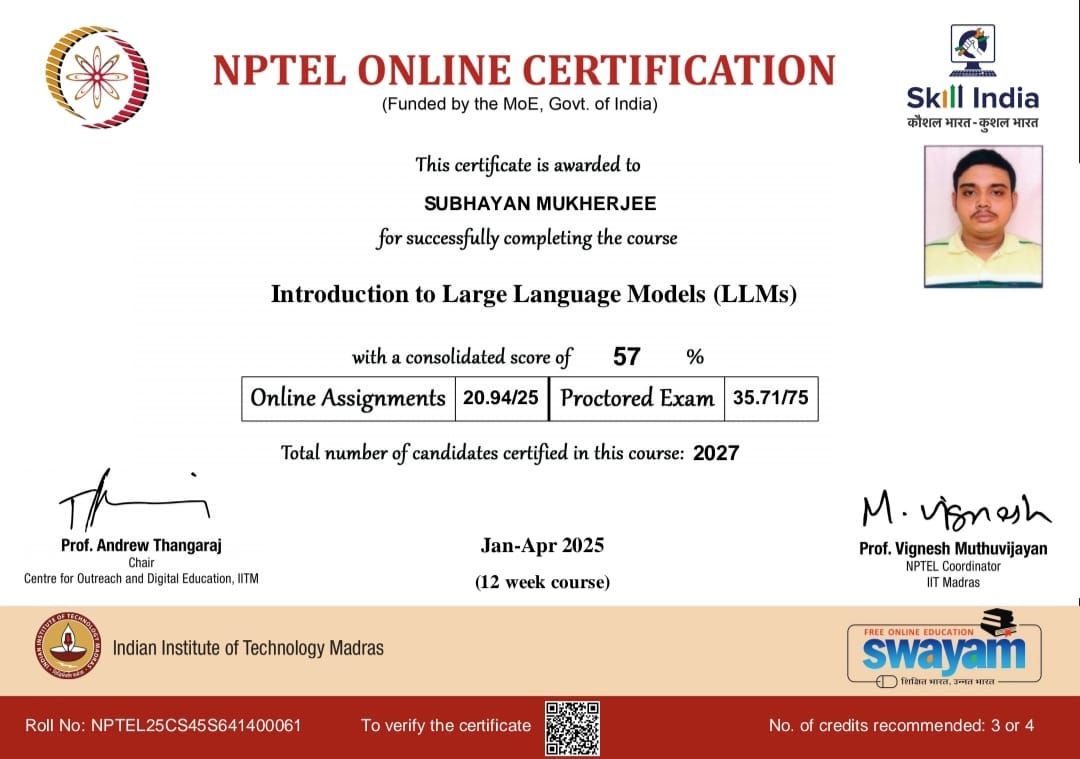 NPTEL ONLINE CERTIFICATION
(Funded by the MoE, Govt. of India)
Skill India
कौशल भारत - कुशल भारत
This certificate is awarded to
SUBHAYAN MUKHERJEE
for successfully completing the course
Introduction to Large Language Models (LLMs)
with a consolidated score of 57 %
Online Assignments 20.94/25 Proctored Exam 35.71/75
Total number of candidates certified in this course: 2027
M. Vignesh
Prof. Andrew Thangaraj
Chair
Centre for Outreach and Digital Education, IITM
Jan-Apr 2025
(12 week course)
Prof. Vignesh Muthuvijayan
NPTEL Coordinator
IIT Madras
INDIAN INSTITUTE OF TECHNOLOGY MADRAS
Indian Institute of Technology Madras
FREE ONLINE EDUCATION
swayam
शिक्षित भारत, उन्नत भारत
Roll No: NPTEL25CS45S641400061
To verify the certificate
No. of credits recommended: 3 or 4